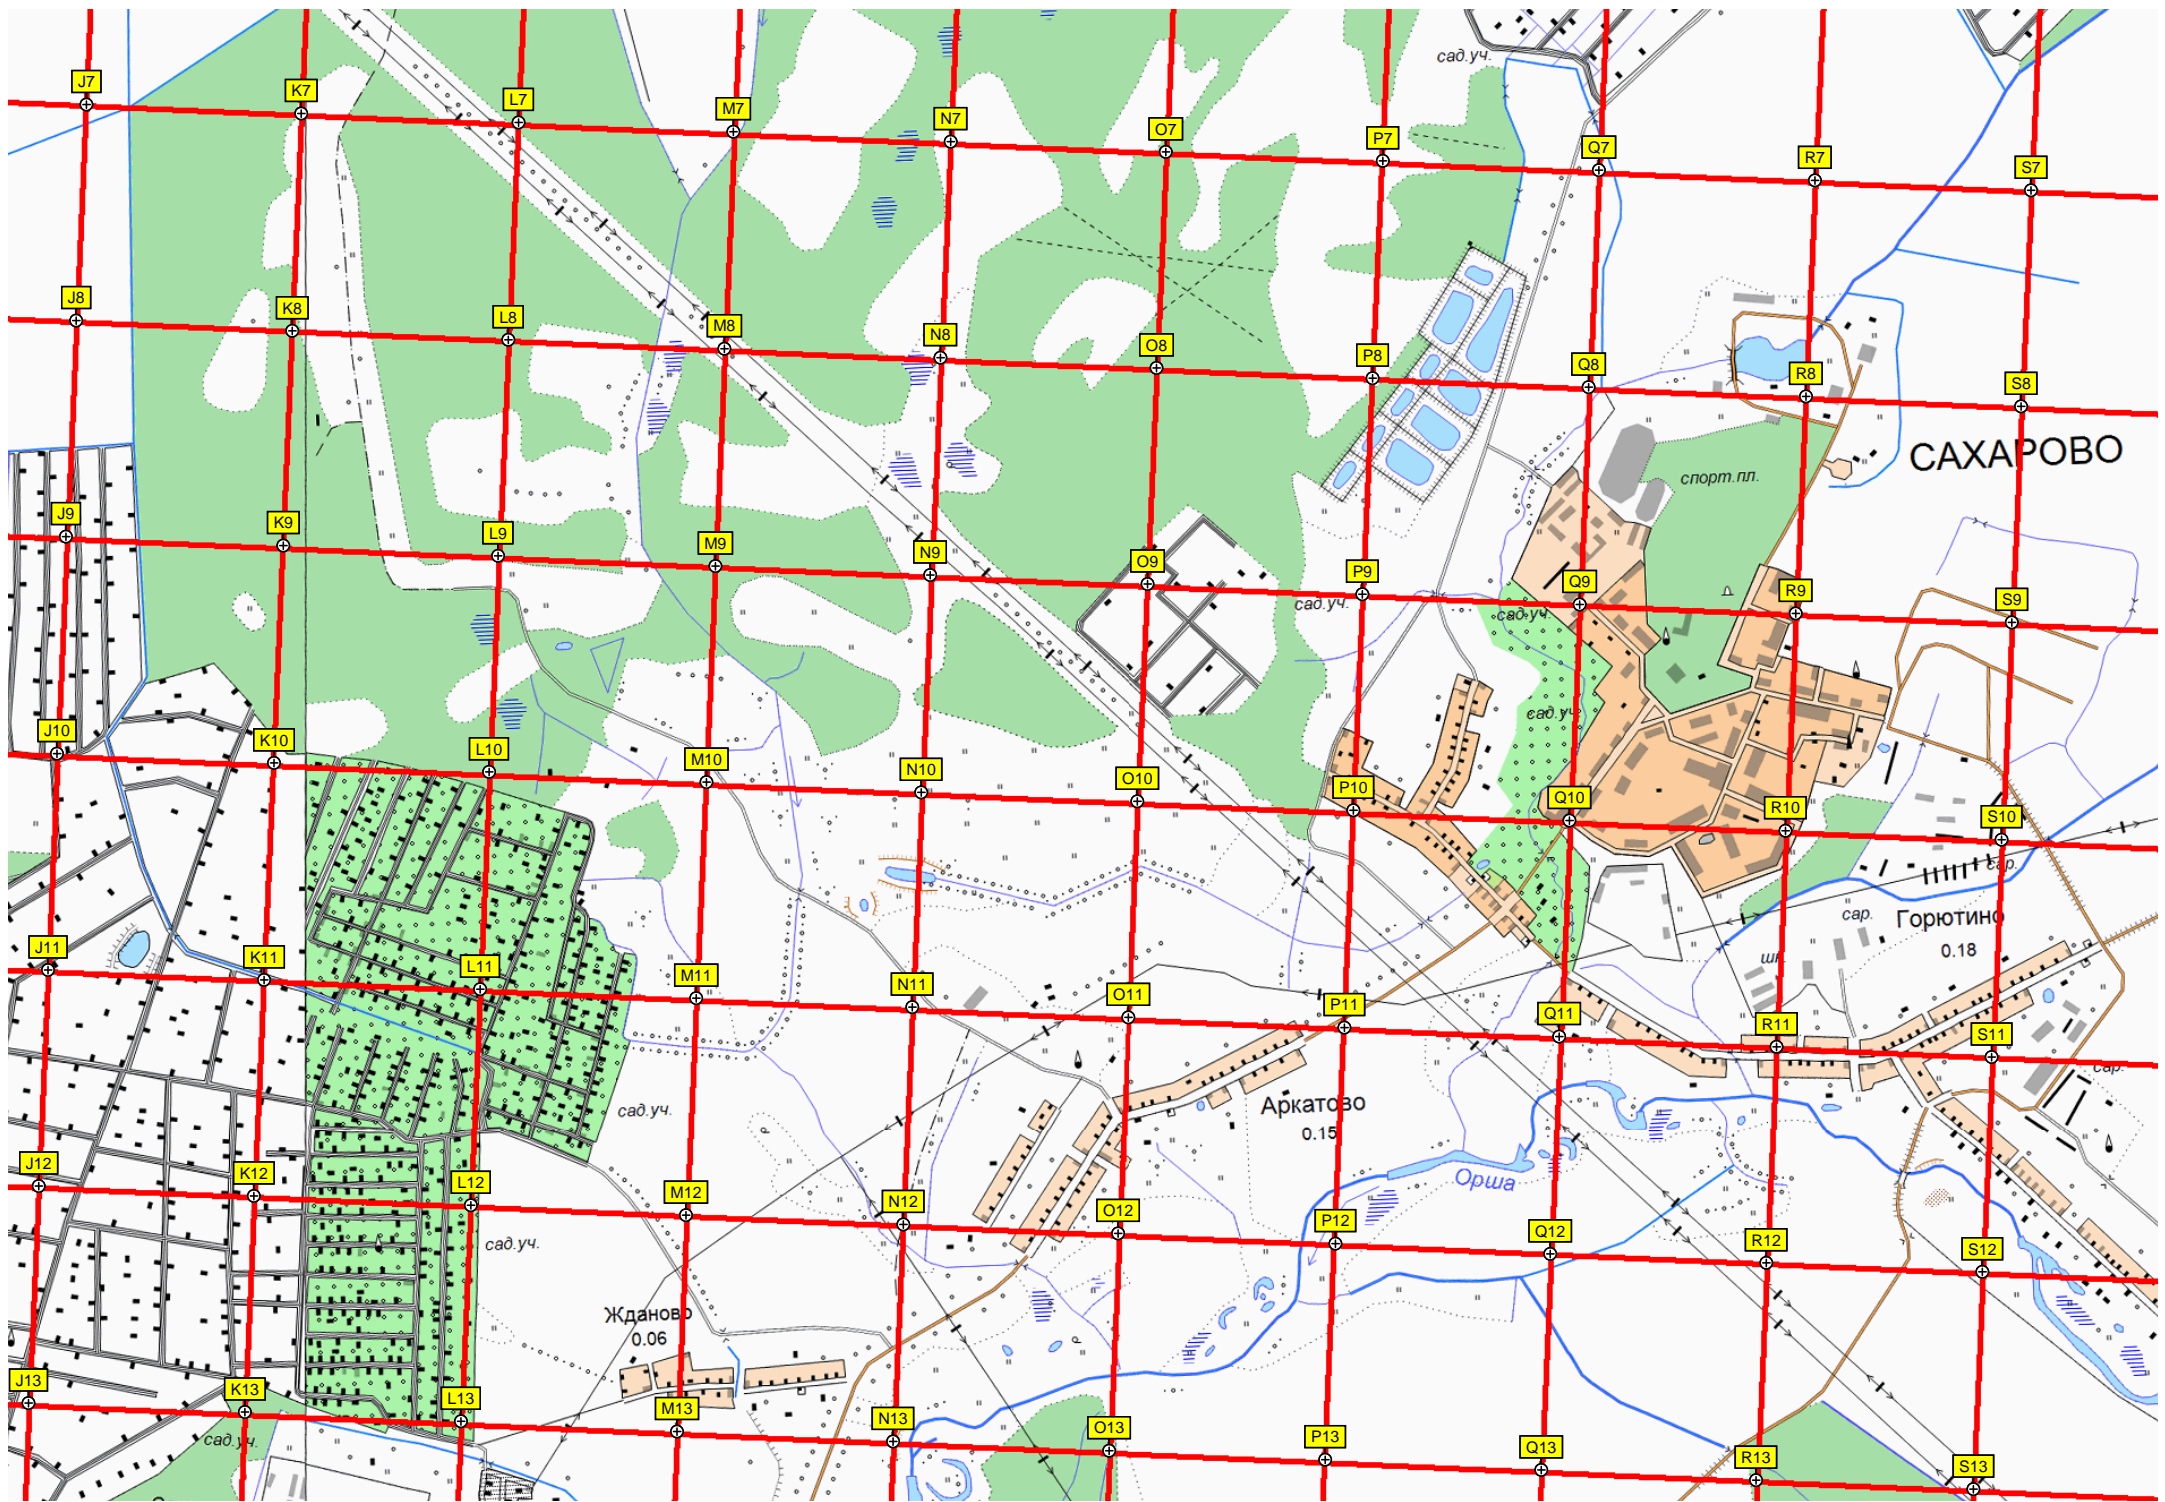 сад.уч.
J7
K7
L7
M7
N7
O7
P7
Q7
R7
S7
J8
K8
L8
M8
N8
O8
P8
Q8
R8
S8
САХАРОВО
спорт.пл.
J9
K9
L9
M9
N9
O9
P9
Q9
R9
S9
сад.уч.
сад.уч.
сад.уч.
J10
K10
L10
M10
N10
O10
P10
Q10
R10
S10
сар.
сар.
Горютино
0.18
J11
K11
L11
M11
N11
O11
P11
Q11
R11
S11
шк.
сар.
сад.уч.
Аркатово
0.15
Орша
J12
K12
L12
M12
N12
O12
P12
Q12
R12
S12
сад.уч.
Жданово
0.06
J13
K13
L13
M13
N13
O13
P13
Q13
R13
S13
сад.уч.